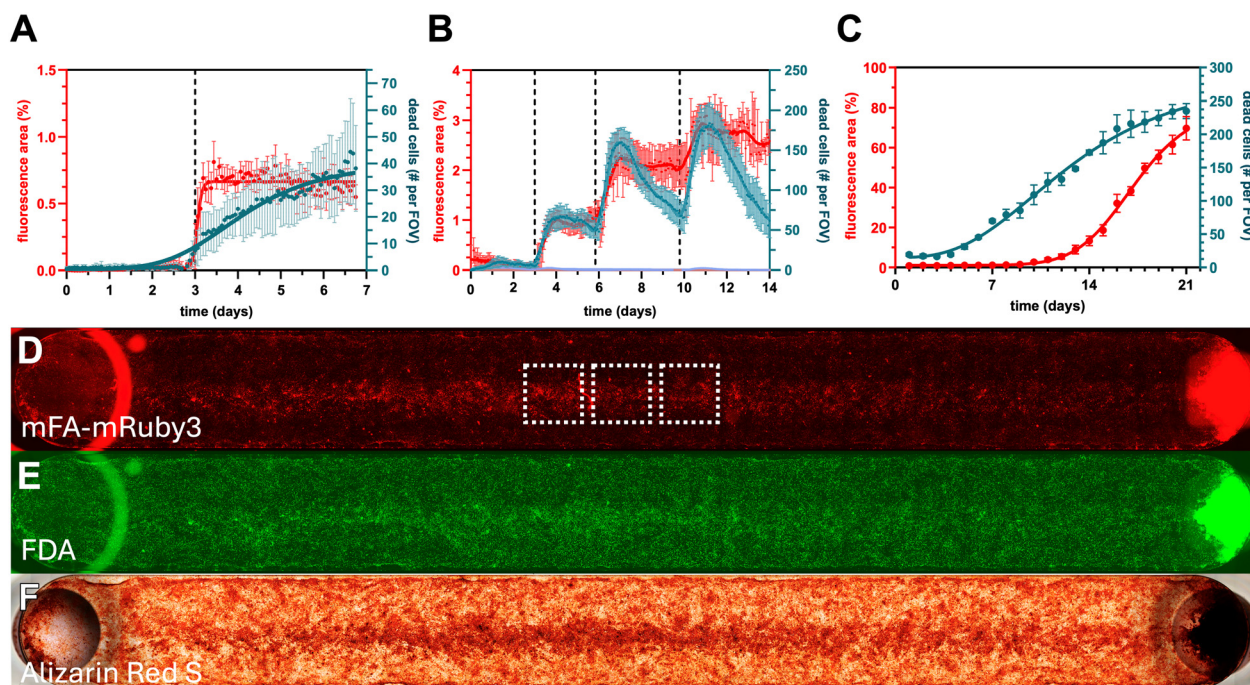 A
B
C
1.5
1.0
0.5
0.0
fluorescence area (%)
75
70
60
50
40
30
20
10
0
dead cells (# per FOV)
0 1 2 3 4 5 6 7
time (days)
4
3
2
1
0
fluorescence area (%)
250
200
150
100
50
0
dead cells (# per FOV)
0 2 4 6 8 10 12 14
time (days)
100
80
60
40
20
0
fluorescence area (%)
300
250
200
150
100
50
0
dead cells (# per FOV)
0 7 14 21
time (days)
D
mFA-mRuby3
E
FDA
F
Alizarin Red S